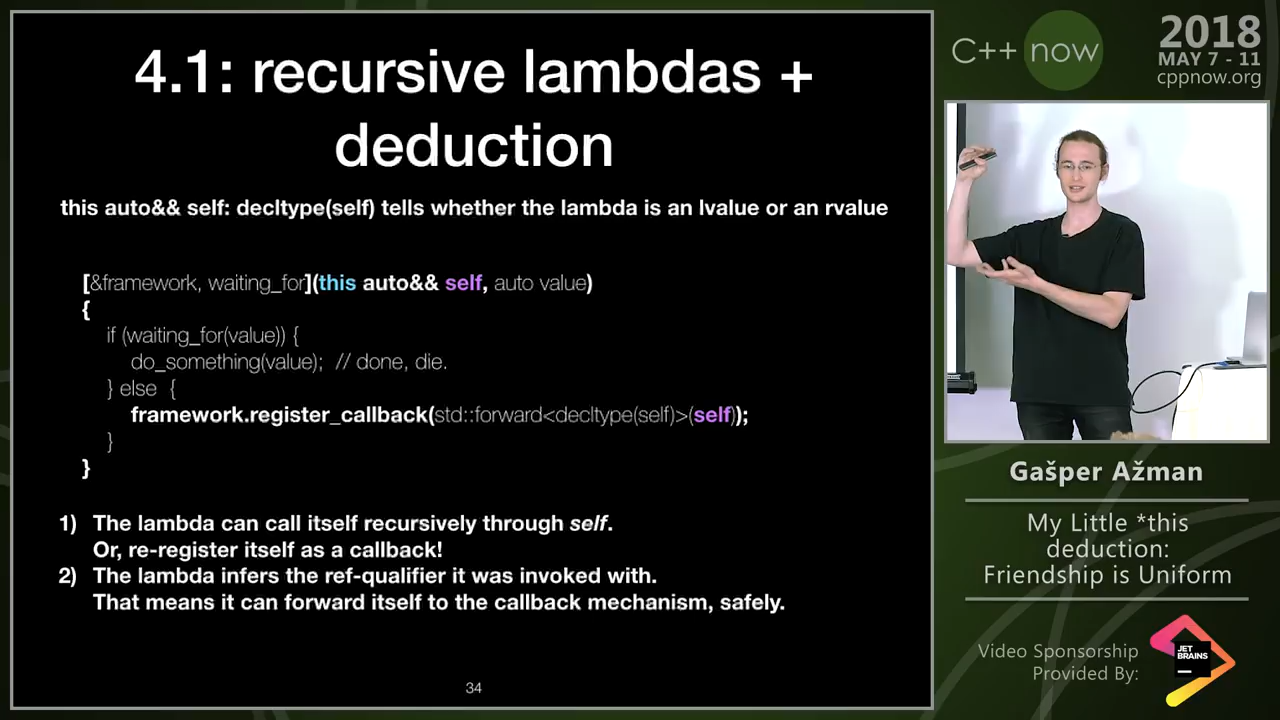 4.1: recursive lambdas +
deduction
this auto&& self: decltype(self) tells whether the lambda is an lvalue or an rvalue
[&framework, waiting_for](this auto&& self, auto value)
{
if (waiting_for(value)) {
do_something(value); // done, die.
} else {
framework.register_callback(std::forward<decltype(self)>(self));
}
}
1) The lambda can call itself recursively through self.
Or, re-register itself as a callback!
2) The lambda infers the ref-qualifier it was invoked with.
That means it can forward itself to the callback mechanism, safely.
34
C++ now
2018
MAY 7 - 11
cppnow.org
Gašper Ažman
My Little *this
deduction:
Friendship is Uniform
Video Sponsorship
Provided By:
JET
BRAINS